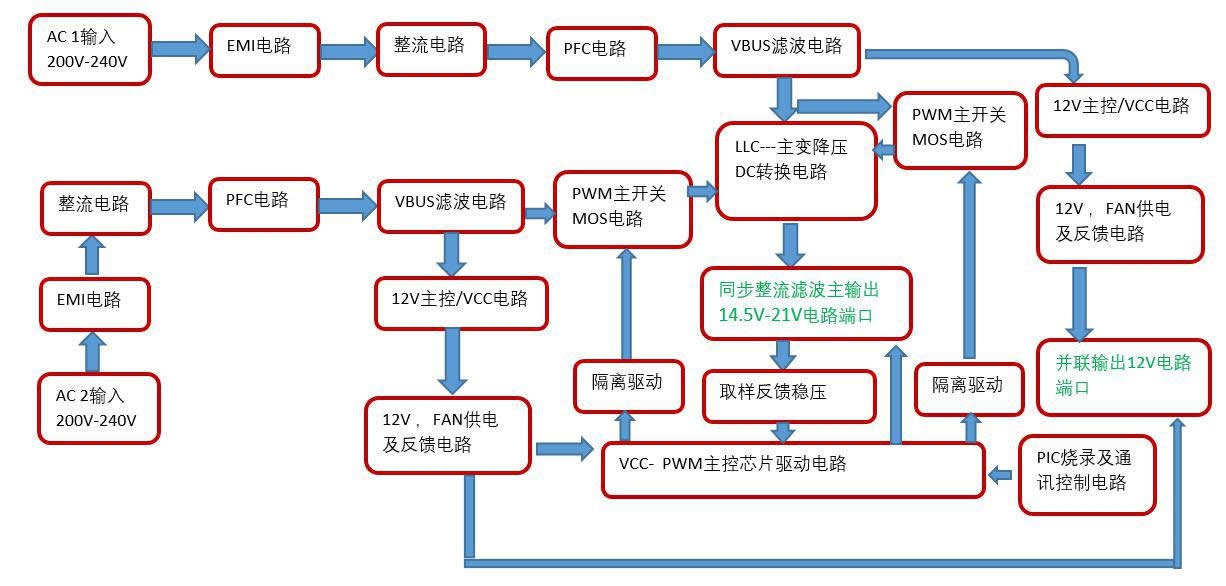 AC 1输入
200V-240V
EMI电路
整流电路
PFC电路
VBUS滤波电路
12V主控/VCC电路
PWM主开关
MOS电路
LLC---主变降压
DC转换电路
整流电路
PFC电路
VBUS滤波电路
PWM主开关
MOS电路
12V ，FAN供电
及反馈电路
EMI电路
12V主控/VCC电路
同步整流滤波主输出
14.5V-21V电路端口
AC 2输入
200V-240V
隔离驱动
取样反馈稳压
隔离驱动
并联输出12V电路
端口
12V ，FAN供电
及反馈电路
VCC- PWM主控芯片驱动电路
PIC烧录及通
讯控制电路